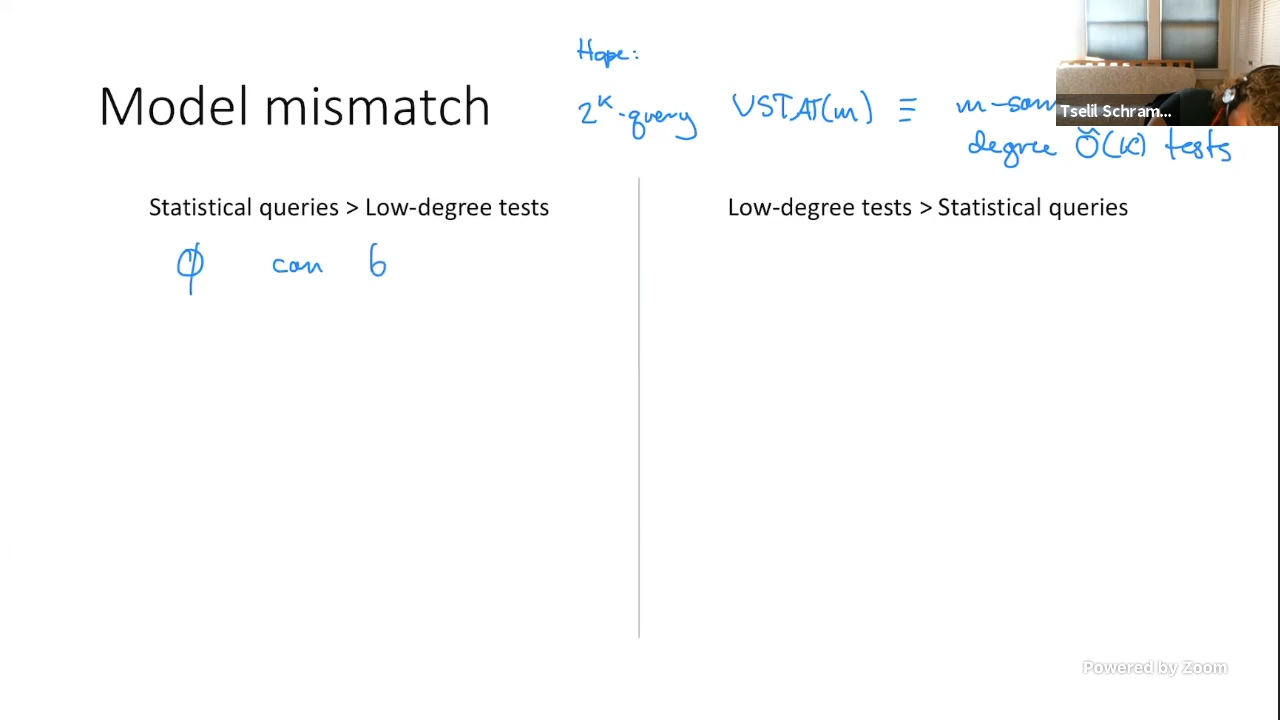 Hope:
Model mismatch
2^K-query VSTAT(m) ≡ m-sam
degree Õ(K) tests
Tselil Schram...
Statistical queries > Low-degree tests
Low-degree tests > Statistical queries
ϕ can b
Powered by Zoom